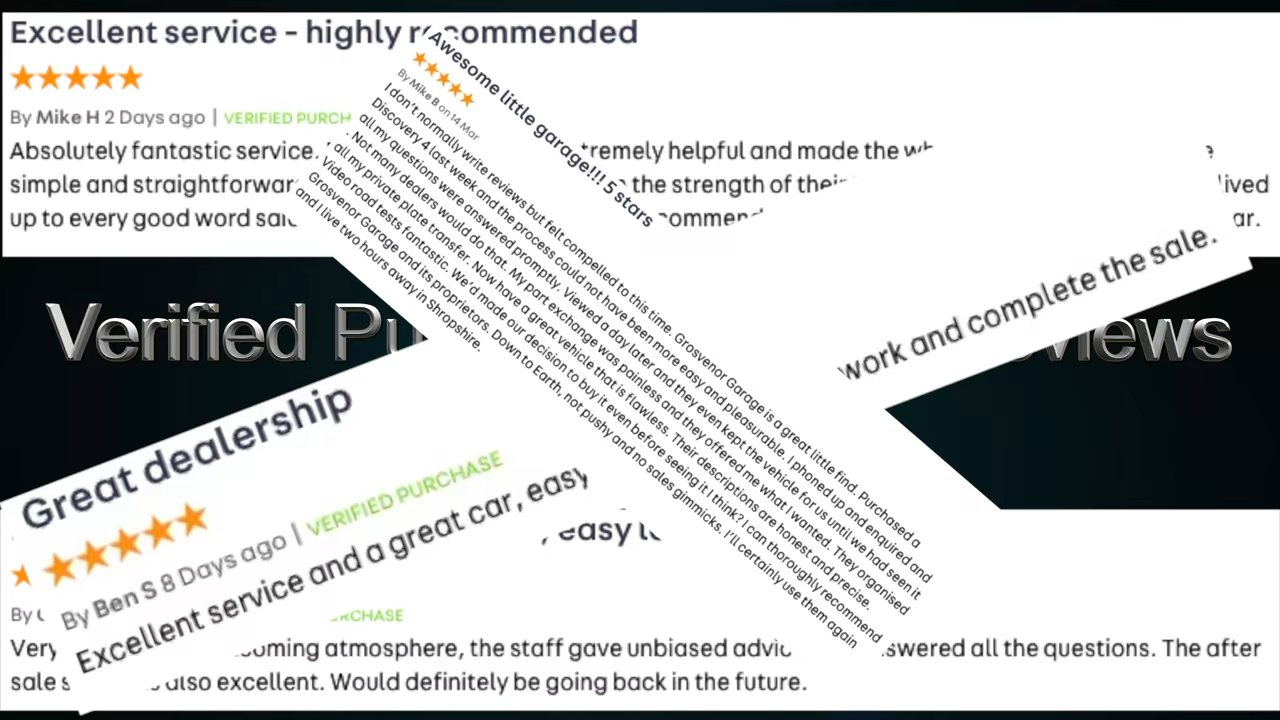 Excellent service - highly recommended
By Mike H 2 Days ago | VERIFIED PURCH
Absolutely fantastic service. tremely helpful and made the
simple and straightforwar the strength of their lived
up to every good word ommend ar.
Awesome little garage!!! 5 stars
By Mike B on 14 Mar
I don't normally write reviews but felt compelled to this time. Grosvenor Garage is a great little find. Purchased a
Discovery 4 last week and the process could not have been more easy and pleasurable. I phoned up and enquired and
all my questions were answered promptly. Viewed a day later and they even kept the vehicle for us until we had seen it
. Not many dealers would do that. My part exchange was painless and they offered me what I wanted. They organised
all my private plate transfer. Now have a great vehicle that is flawless. Their descriptions are honest and precise.
Video road tests fantastic. We'd made our decision to buy it even before seeing it I think? I can thoroughly recommend
Grosvenor Garage and its proprietors. Down to Earth, not pushy and no sales gimmicks. I'll certainly use them again
and I live two hours away in Shropshire.
Verified Pu views
work and complete the sale.
Great dealership
By Ben S 8 Days ago | VERIFIED PURCHASE
Excellent service and a great car, easy
, easy
By
RCHASE
Very oming atmosphere, the staff gave unbiased advic swered all the questions. The after
sale also excellent. Would definitely be going back in the future.